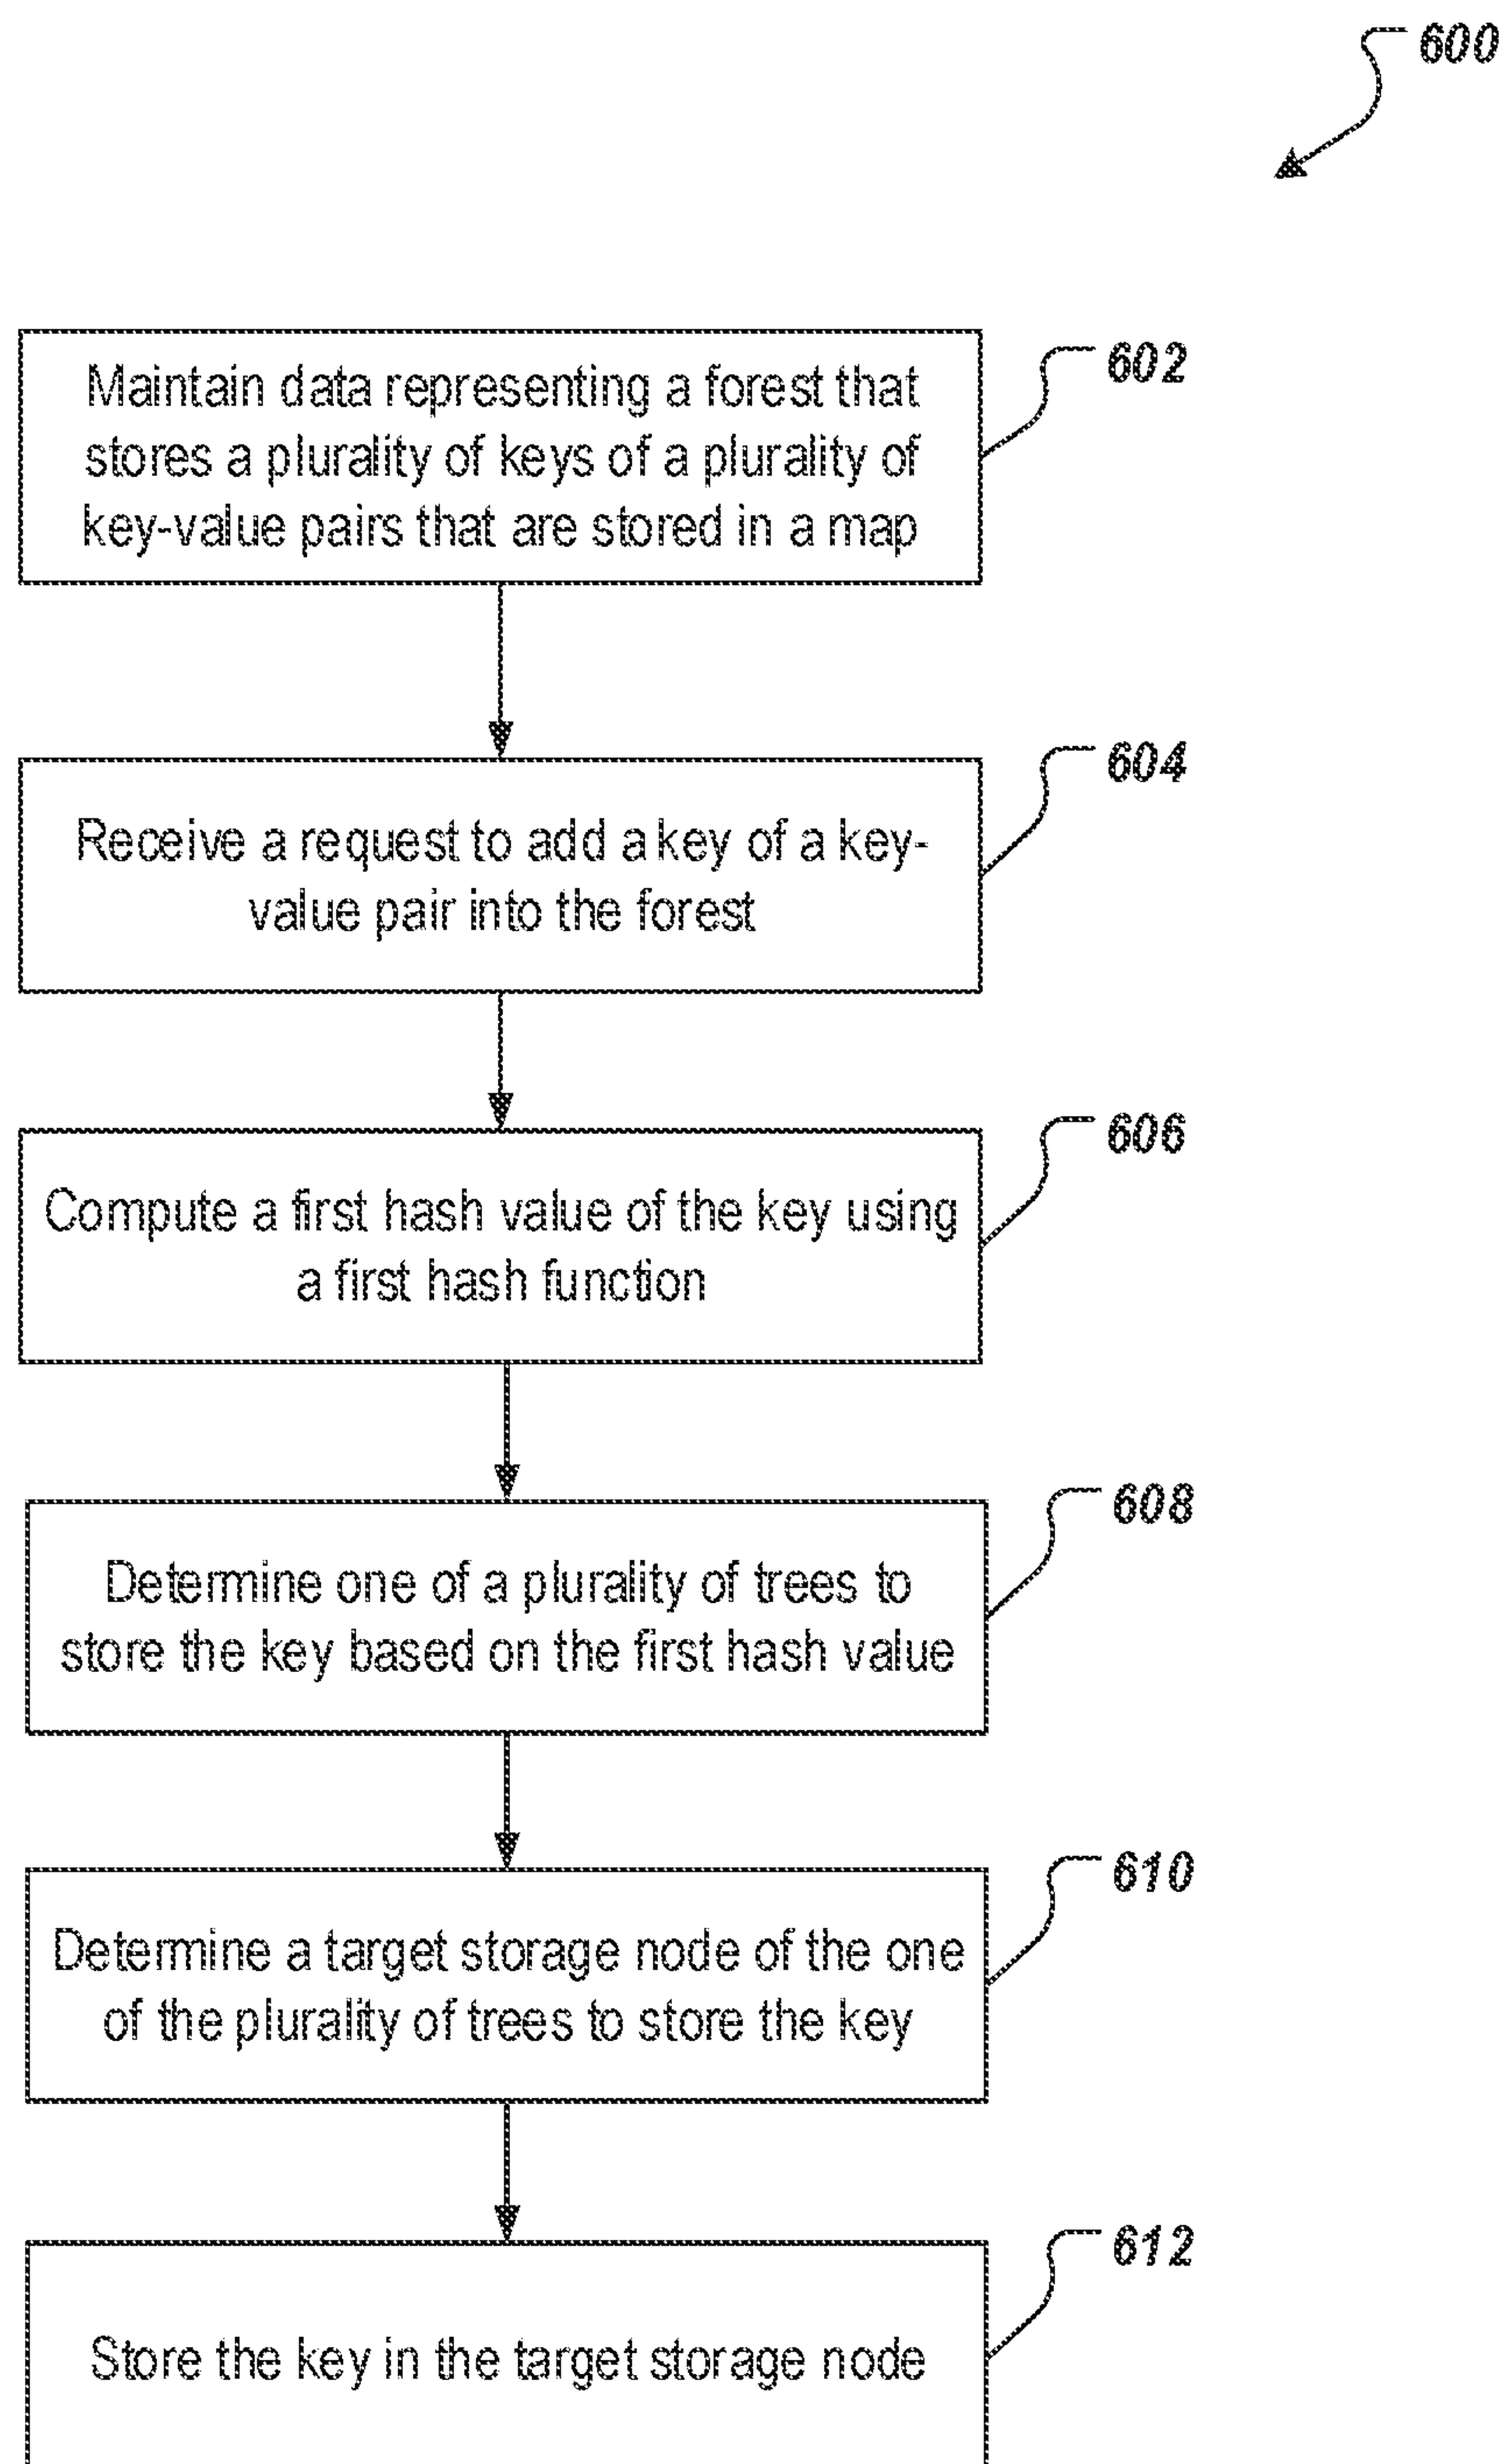 600
Maintain data representing a forest that
stores a plurality of keys of a plurality of
key-value pairs that are stored in a map
602
Receive a request to add a key of a key-
value pair into the forest
604
Compute a first hash value of the key using
a first hash function
606
Determine one of a plurality of trees to
store the key based on the first hash value
608
Determine a target storage node of the one
of the plurality of trees to store the key
610
Store the key in the target storage node
612